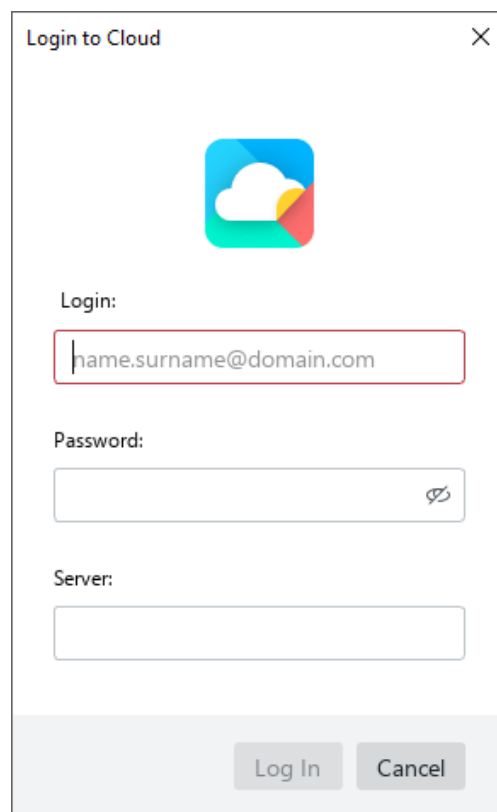 Login to Cloud
Login:
name.surname@domain.com
Password:
Server:
Log In Cancel